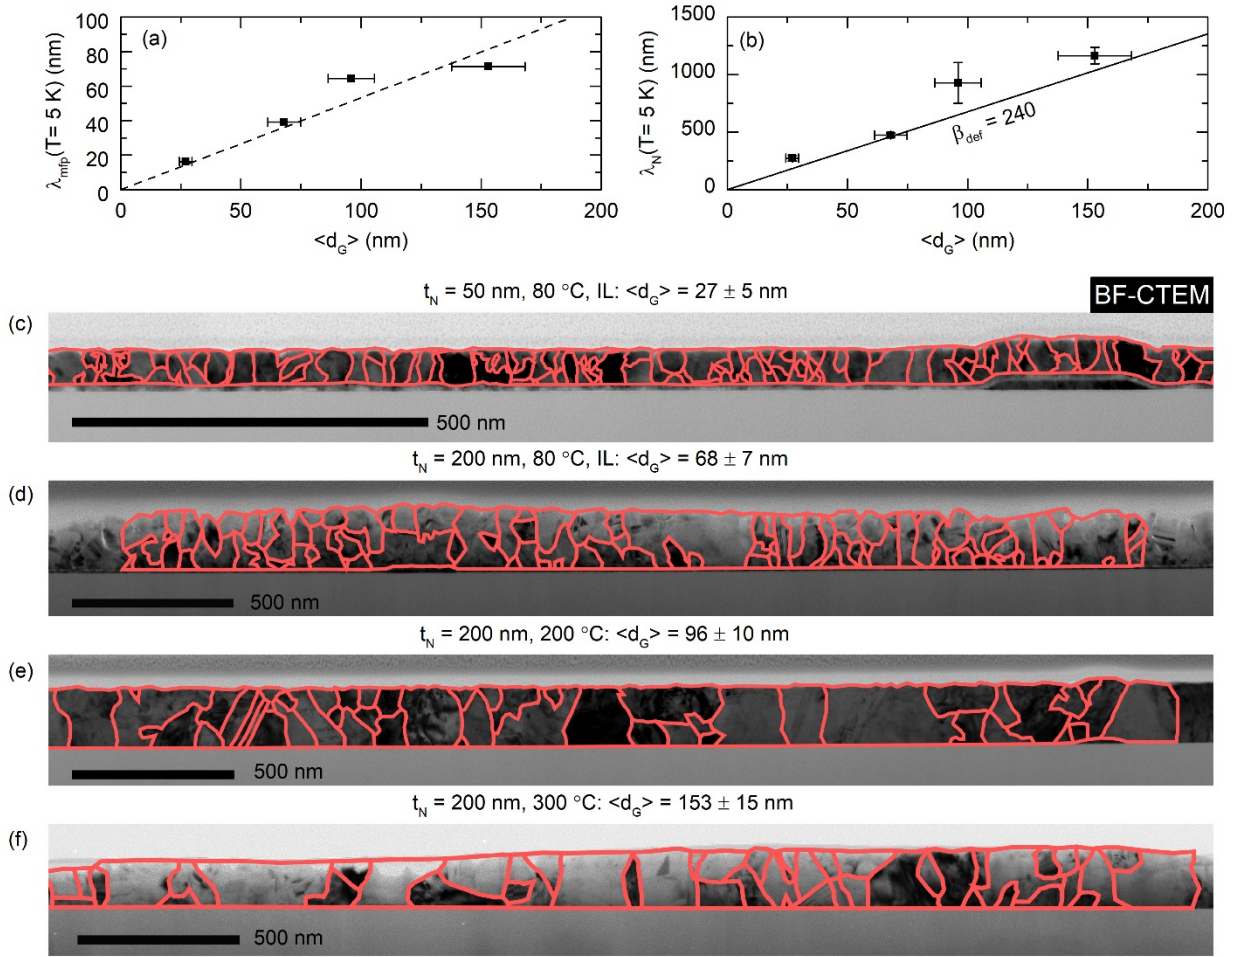 (a)
λmfp(T= 5 K) (nm)
100
80
60
40
20
0
0 50 100 150 200
<dG> (nm)
(b)
λN(T= 5 K) (nm)
1500
1000
500
0
βdef = 240
0 50 100 150 200
<dG> (nm)
tN = 50 nm, 80 °C, IL: <dG> = 27 ± 5 nm
BF-CTEM
(c)
500 nm
tN = 200 nm, 80 °C, IL: <dG> = 68 ± 7 nm
(d)
500 nm
tN = 200 nm, 200 °C: <dG> = 96 ± 10 nm
(e)
500 nm
tN = 200 nm, 300 °C: <dG> = 153 ± 15 nm
(f)
500 nm